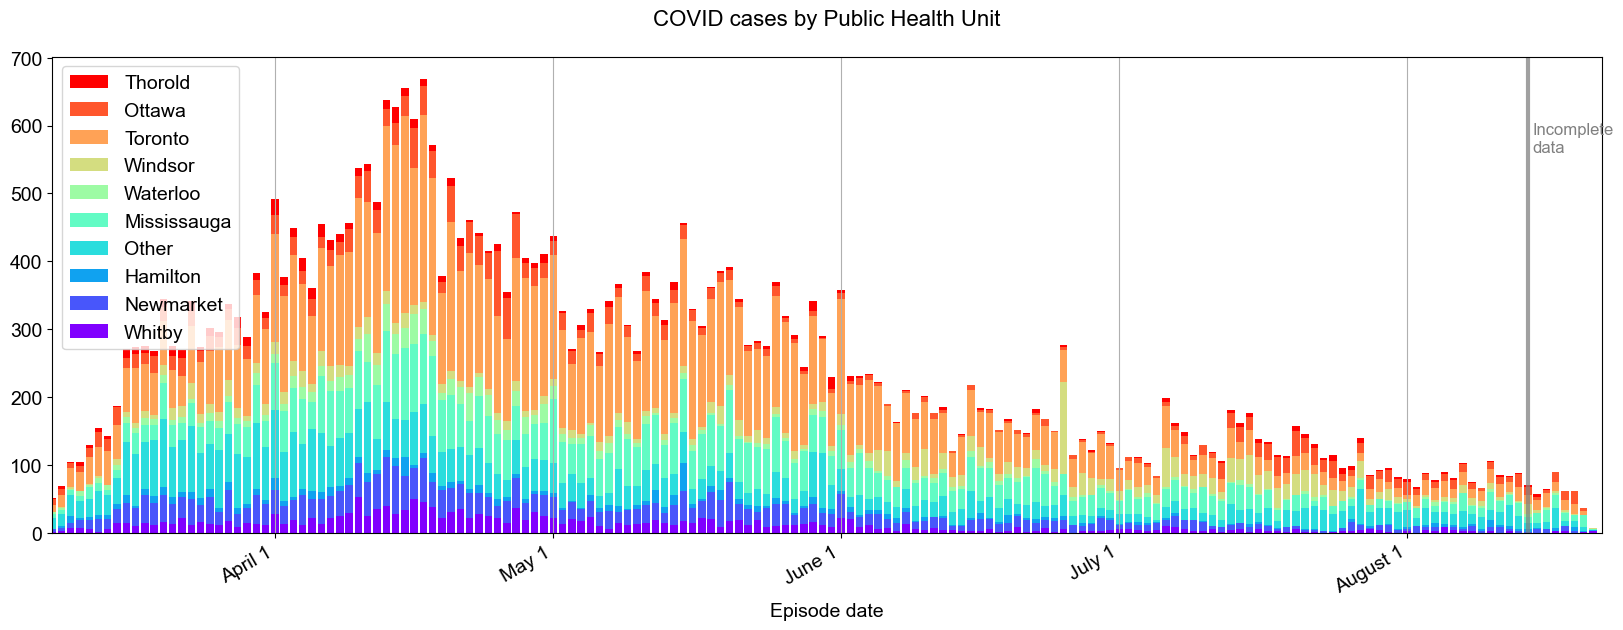 COVID cases by Public Health Unit
700
600
500
400
300
200
100
0
Thorold
Ottawa
Toronto
Windsor
Waterloo
Mississauga
Other
Hamilton
Newmarket
Whitby
Incomplete
data
April 1
May 1
June 1
July 1
August 1
Episode date